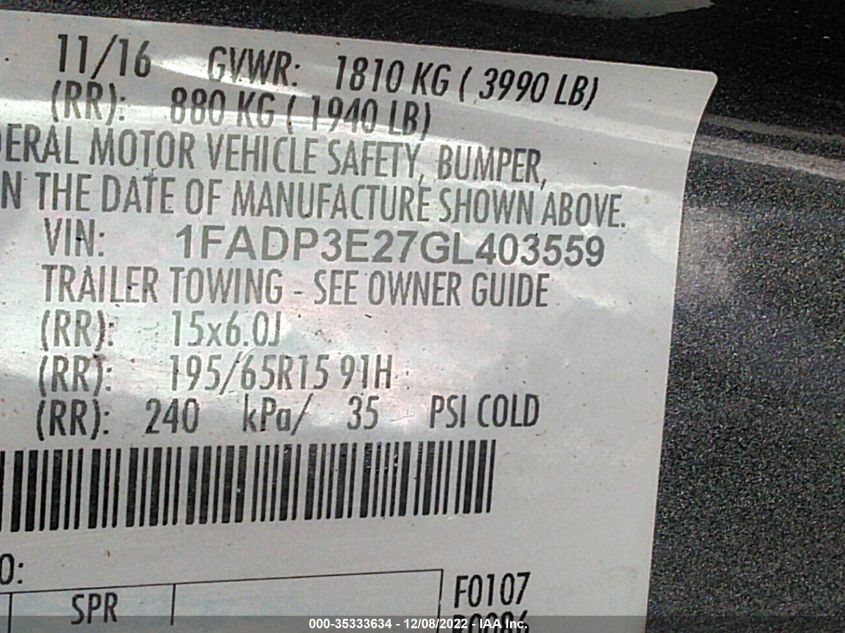 11/16 GVWR: 1810 KG ( 3990 LB)
(RR): 880 KG ( 1940 LB)
ERAL MOTOR VEHICLE SAFETY, BUMPER,
N THE DATE OF MANUFACTURE SHOWN ABOVE.
VIN: 1FADP3E27GL403559
TRAILER TOWING - SEE OWNER GUIDE
(RR): 15x6.0J
(RR): 195/65R15 91H
(RR): 240 kPa/ 35 PSI COLD
O:
SPR
F0107
000-35333634 - 12/08/2022 - IAA Inc.